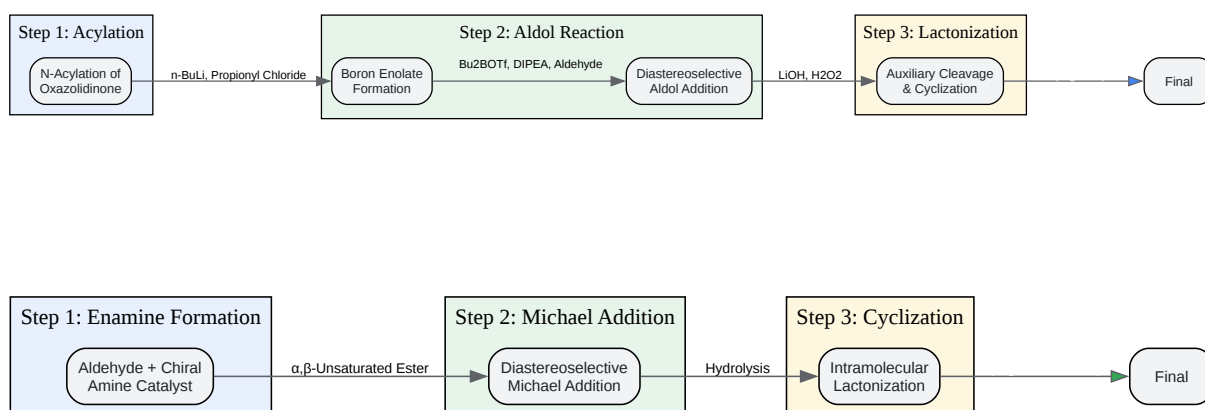 Step 1: Acylation
Step 2: Aldol Reaction
Step 3: Lactonization
N-Acylation of
Oxazolidinone
n-BuLi, Propionyl Chloride
Boron Enolate
Formation
Bu2BOTf, DIPEA, Aldehyde
Diastereoselective
Aldol Addition
LiOH, H2O2
Auxiliary Cleavage
& Cyclization
Final
Step 1: Enamine Formation
Step 2: Michael Addition
Step 3: Cyclization
Aldehyde + Chiral
Amine Catalyst
α,β-Unsaturated Ester
Diastereoselective
Michael Addition
Hydrolysis
Intramolecular
Lactonization
Final